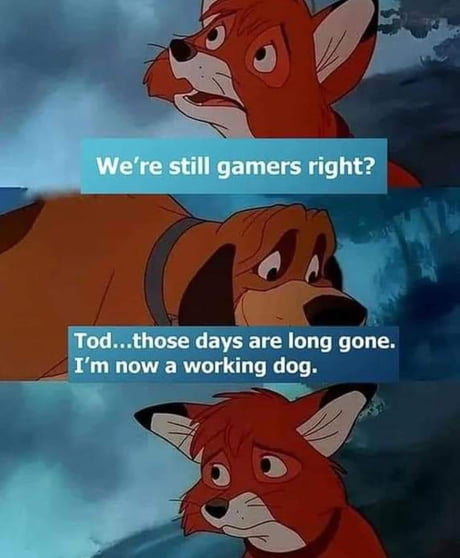 We're still gamers right?
Tod...those days are long gone.
I'm now a working dog.